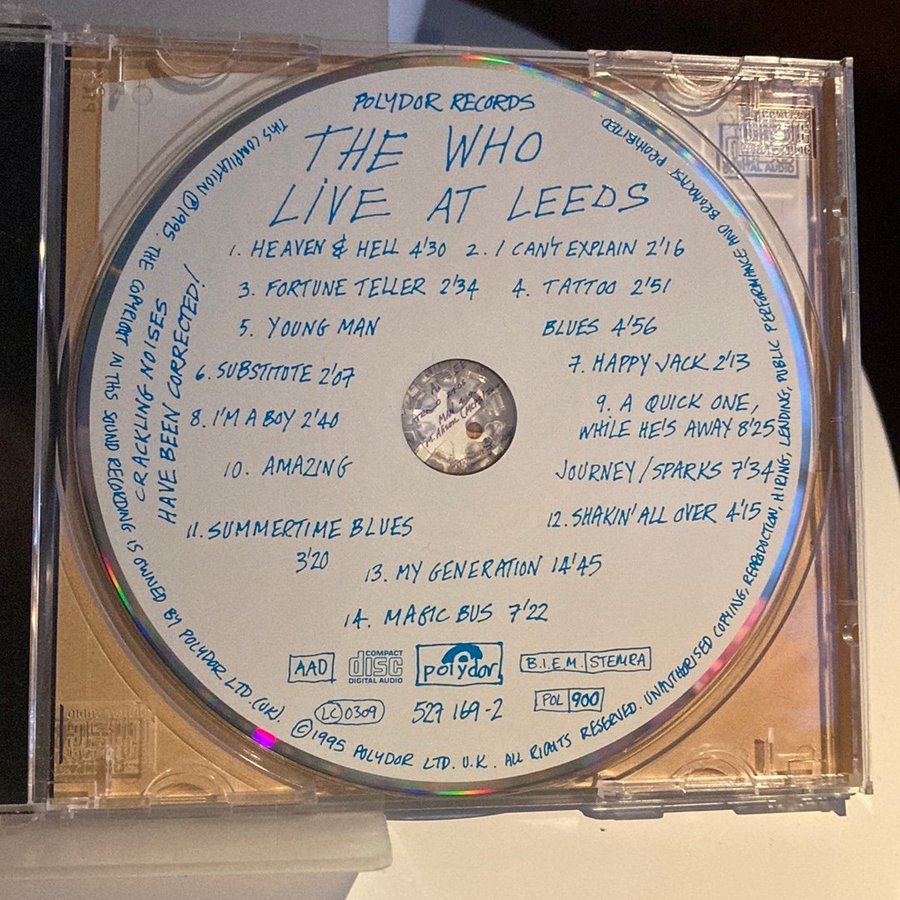 POLYDOR RECORDS
THE WHO
LIVE AT LEEDS
1. HEAVEN & HELL 4'30 2. I CAN'T EXPLAIN 2'16
3. FORTUNE TELLER 2'34 4. TATTOO 2'51
5. YOUNG MAN BLUES 4'56
6. SUBSTITUTE 2'07
7. HAPPY JACK 2'13
8. I'M A BOY 2'40
9. A QUICK ONE,
WHILE HE'S AWAY 8'25
10. AMAZING JOURNEY/SPARKS 7'34
11. SUMMERTIME BLUES
3'20
12. SHAKIN' ALL OVER 4'15
13. MY GENERATION 14'45
14. MAGIC BUS 7'22
CRACKLING NOISES
HAVE BEEN CORRECTED!
AAD
COMPACT
disc
DIGITAL AUDIO
polydor
B.I.E.M. STEMRA
LC 0309
527 169-2
POL 900
THIS COMPILATION ℗ 1995. THE COPYRIGHT IN THIS SOUND RECORDING IS OWNED BY POLYDOR LTD. (UK).
© 1995 POLYDOR LTD. U.K. ALL RIGHTS RESERVED. UNAUTHORISED COPYING, REPRODUCTION, HIRING, LENDING, PUBLIC PERFORMANCE AND BROADCAST PROHIBITED.
DIGITAL AUDIO